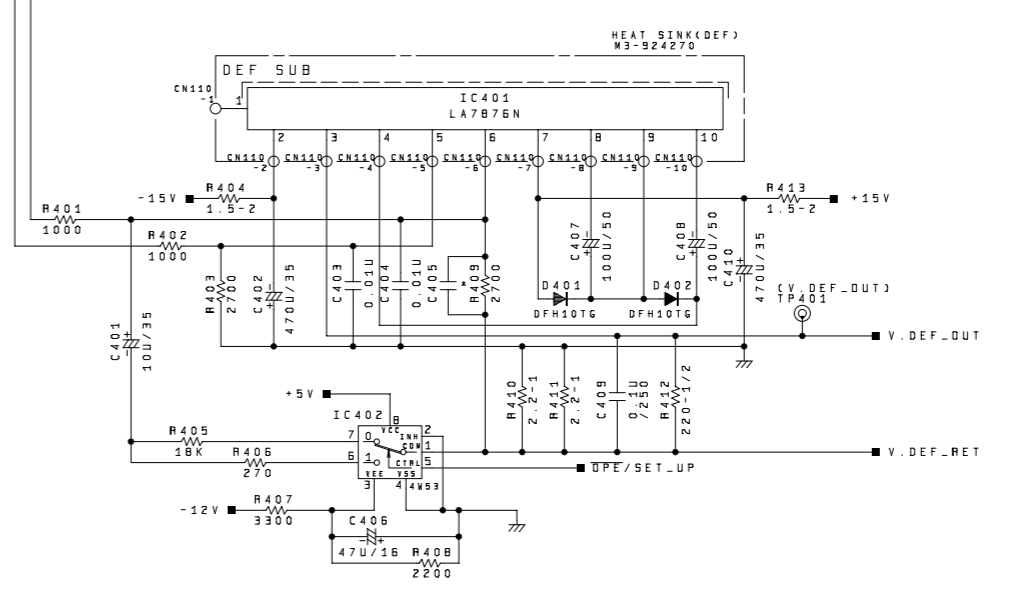 HEAT SINK(DEF)
M3-924270
DEF SUB
CN110
-1
1
IC401
LA7876N
2
3
4
5
6
7
8
9
10
CN110
-2
CN110
-3
CN110
-4
CN110
-5
CN110
-6
CN110
-7
CN110
-8
CN110
-9
CN110
-10
-15V
R404
1.5-2
R413
1.5-2
+15V
R401
1000
R402
1000
R403
2700
C402
470U/35
C403
0.01U
C404
0.01U
C405
*
R409
2700
C407
100U/50
C408
100U/50
C410
470U/35
D401
DFH10TG
D402
DFH10TG
(V.DEF_OUT)
TP401
C401
10U/35
V.DEF_OUT
R410
2.2-1
R411
2.2-1
C409
0.1U
/250
R412
220-1/2
+5V
IC402
8
VCC
7
0
INH
2
COM
1
6
1
CTRL
5
VEE
VSS
3
4
4W53
R405
18K
R406
270
V.DEF_RET
OPE/SET_UP
-12V
R407
3300
C406
47U/16
R408
2200